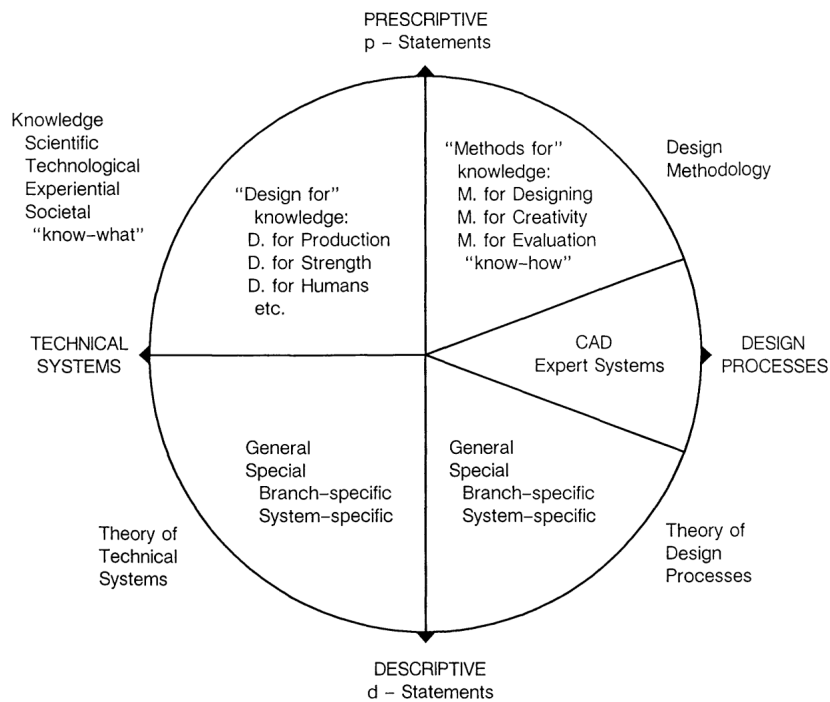 PRESCRIPTIVE
p – Statements
Knowledge
Scientific
Technological
Experiential
Societal
"know–what"
"Design for"
knowledge:
D. for Production
D. for Strength
D. for Humans
etc.
"Methods for"
knowledge:
M. for Designing
M. for Creativity
M. for Evaluation
"know–how"
Design
Methodology
TECHNICAL
SYSTEMS
CAD
Expert Systems
DESIGN
PROCESSES
General
Special
Branch–specific
System–specific
General
Special
Branch–specific
System–specific
Theory of
Technical
Systems
Theory of
Design
Processes
DESCRIPTIVE
d – Statements